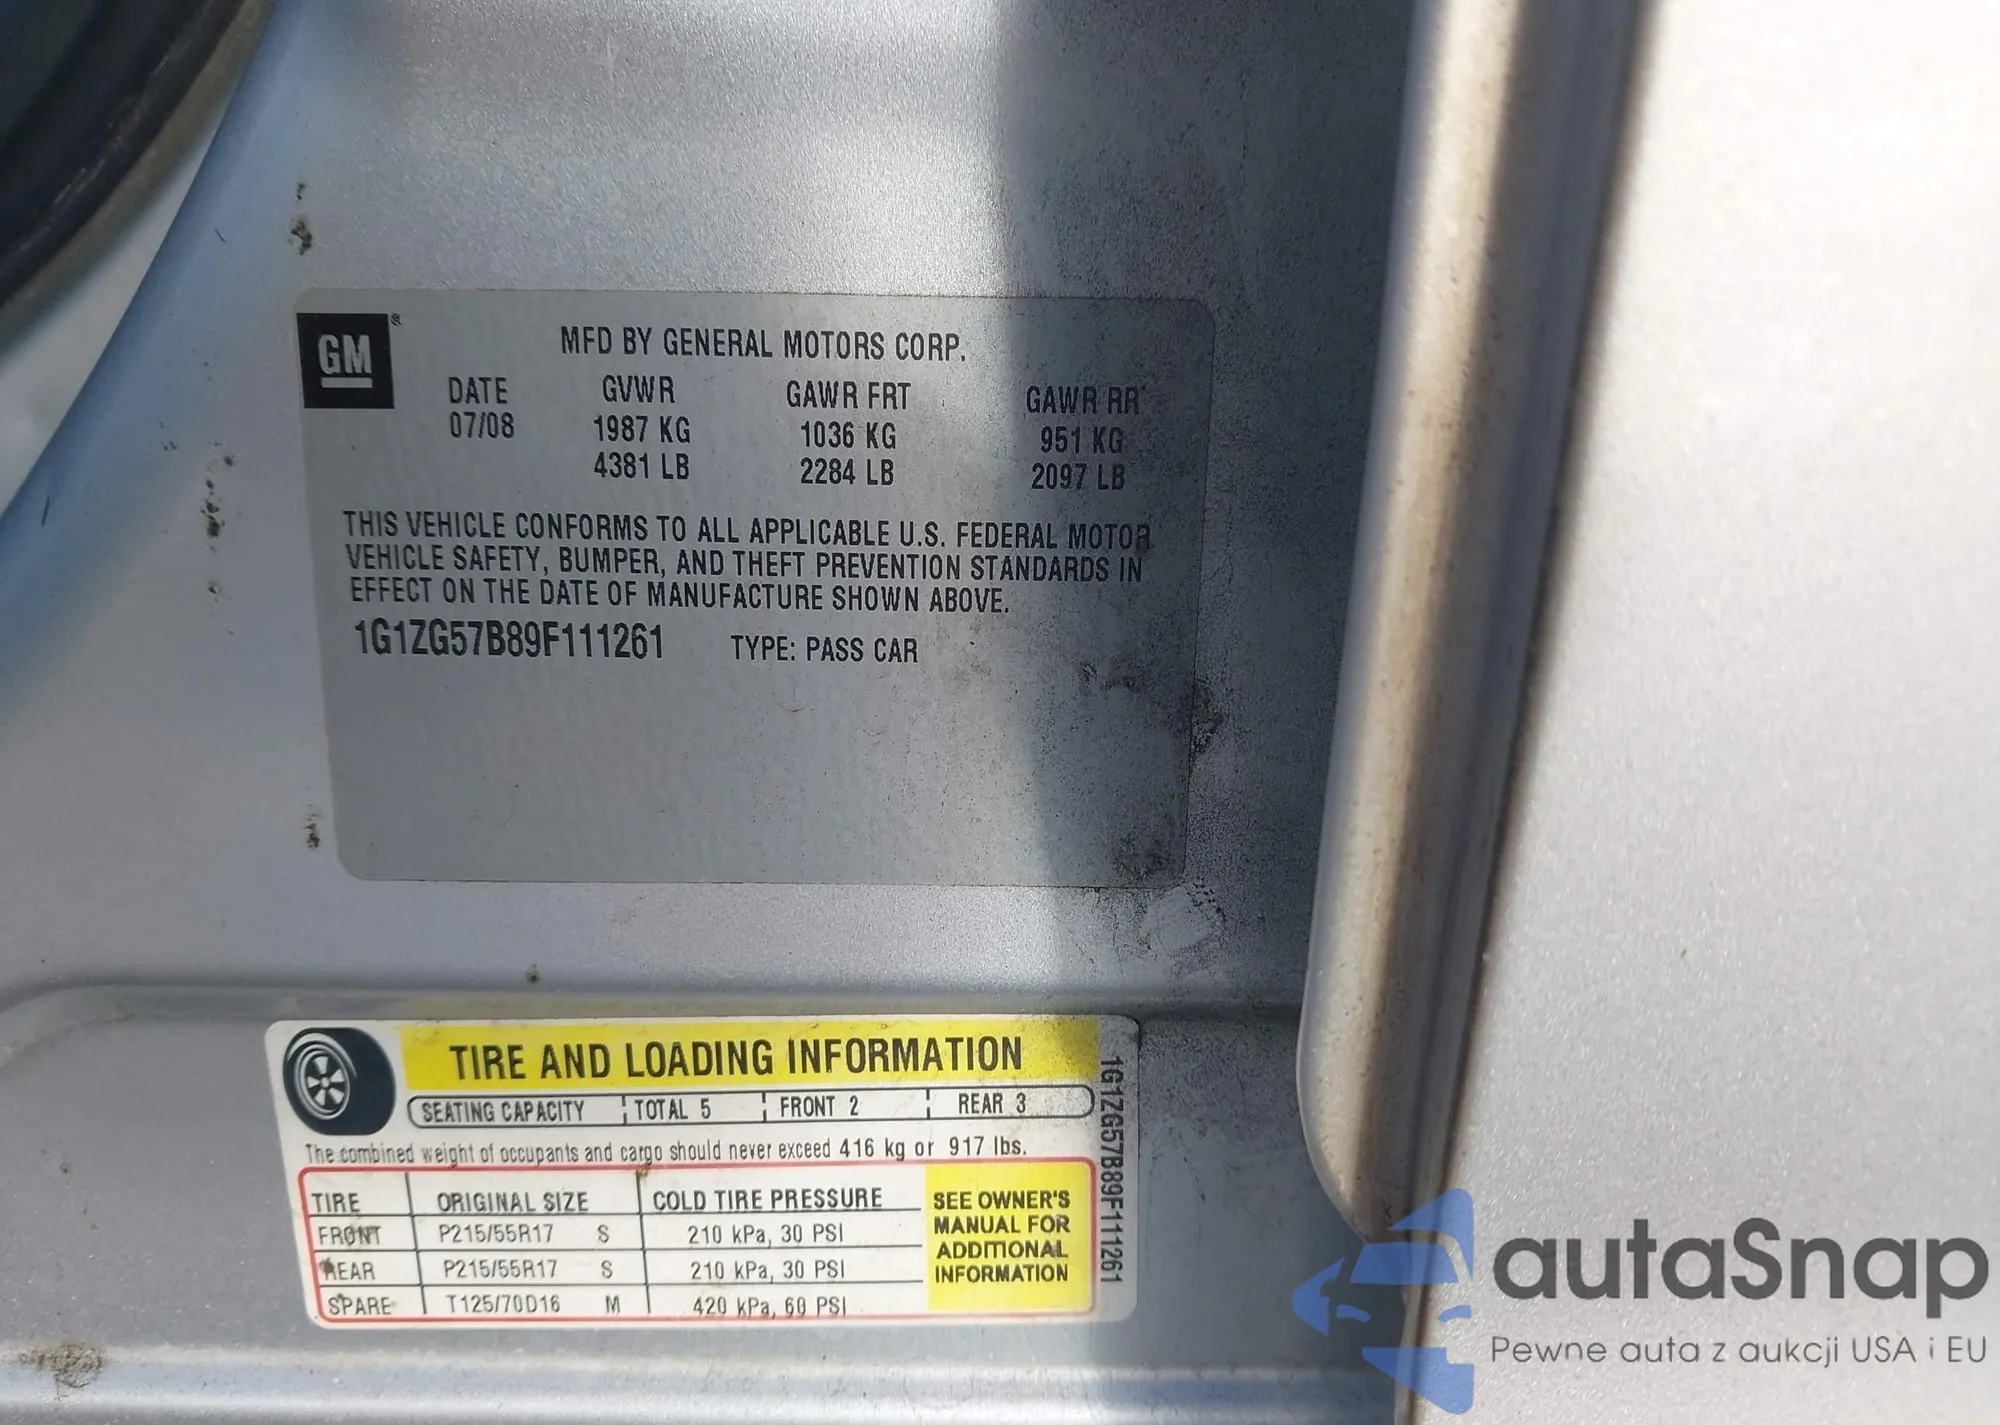 GM®
MFD BY GENERAL MOTORS CORP.
DATE GVWR GAWR FRT GAWR RR
07/08 1987 KG 1036 KG 951 KG
4381 LB 2284 LB 2097 LB
THIS VEHICLE CONFORMS TO ALL APPLICABLE U.S. FEDERAL MOTOR
VEHICLE SAFETY, BUMPER, AND THEFT PREVENTION STANDARDS IN
EFFECT ON THE DATE OF MANUFACTURE SHOWN ABOVE.
1G1ZG57B89F111261 TYPE: PASS CAR
TIRE AND LOADING INFORMATION
SEATING CAPACITY TOTAL 5 FRONT 2 REAR 3
The combined weight of occupants and cargo should never exceed 416 kg or 917 lbs.
TIRE ORIGINAL SIZE COLD TIRE PRESSURE
FRONT P215/55R17 S 210 kPa, 30 PSI
REAR P215/55R17 S 210 kPa, 30 PSI
SPARE T125/70D16 M 420 kPa, 60 PSI
SEE OWNER'S
MANUAL FOR
ADDITIONAL
INFORMATION
1G1ZG57B89F111261
autaSnap
Pewne auta z aukcji USA i EU